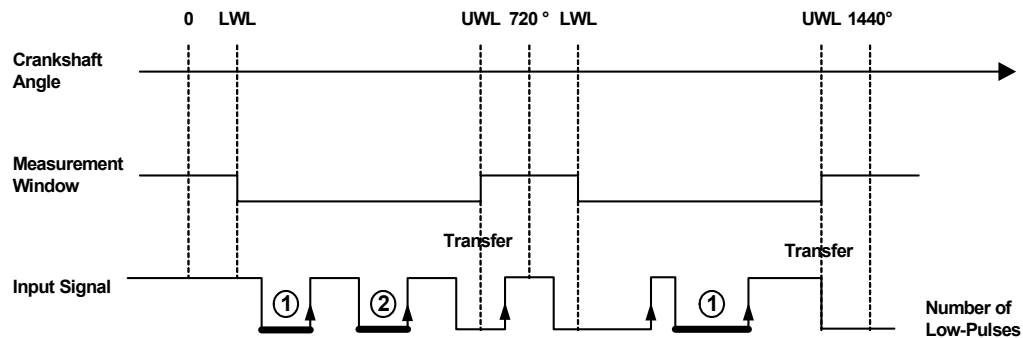 0 LWL UWL 720 ° LWL UWL 1440°
Crankshaft
Angle
Measurement
Window
Transfer Transfer
Input Signal
1 2 1
Number of
Low-Pulses